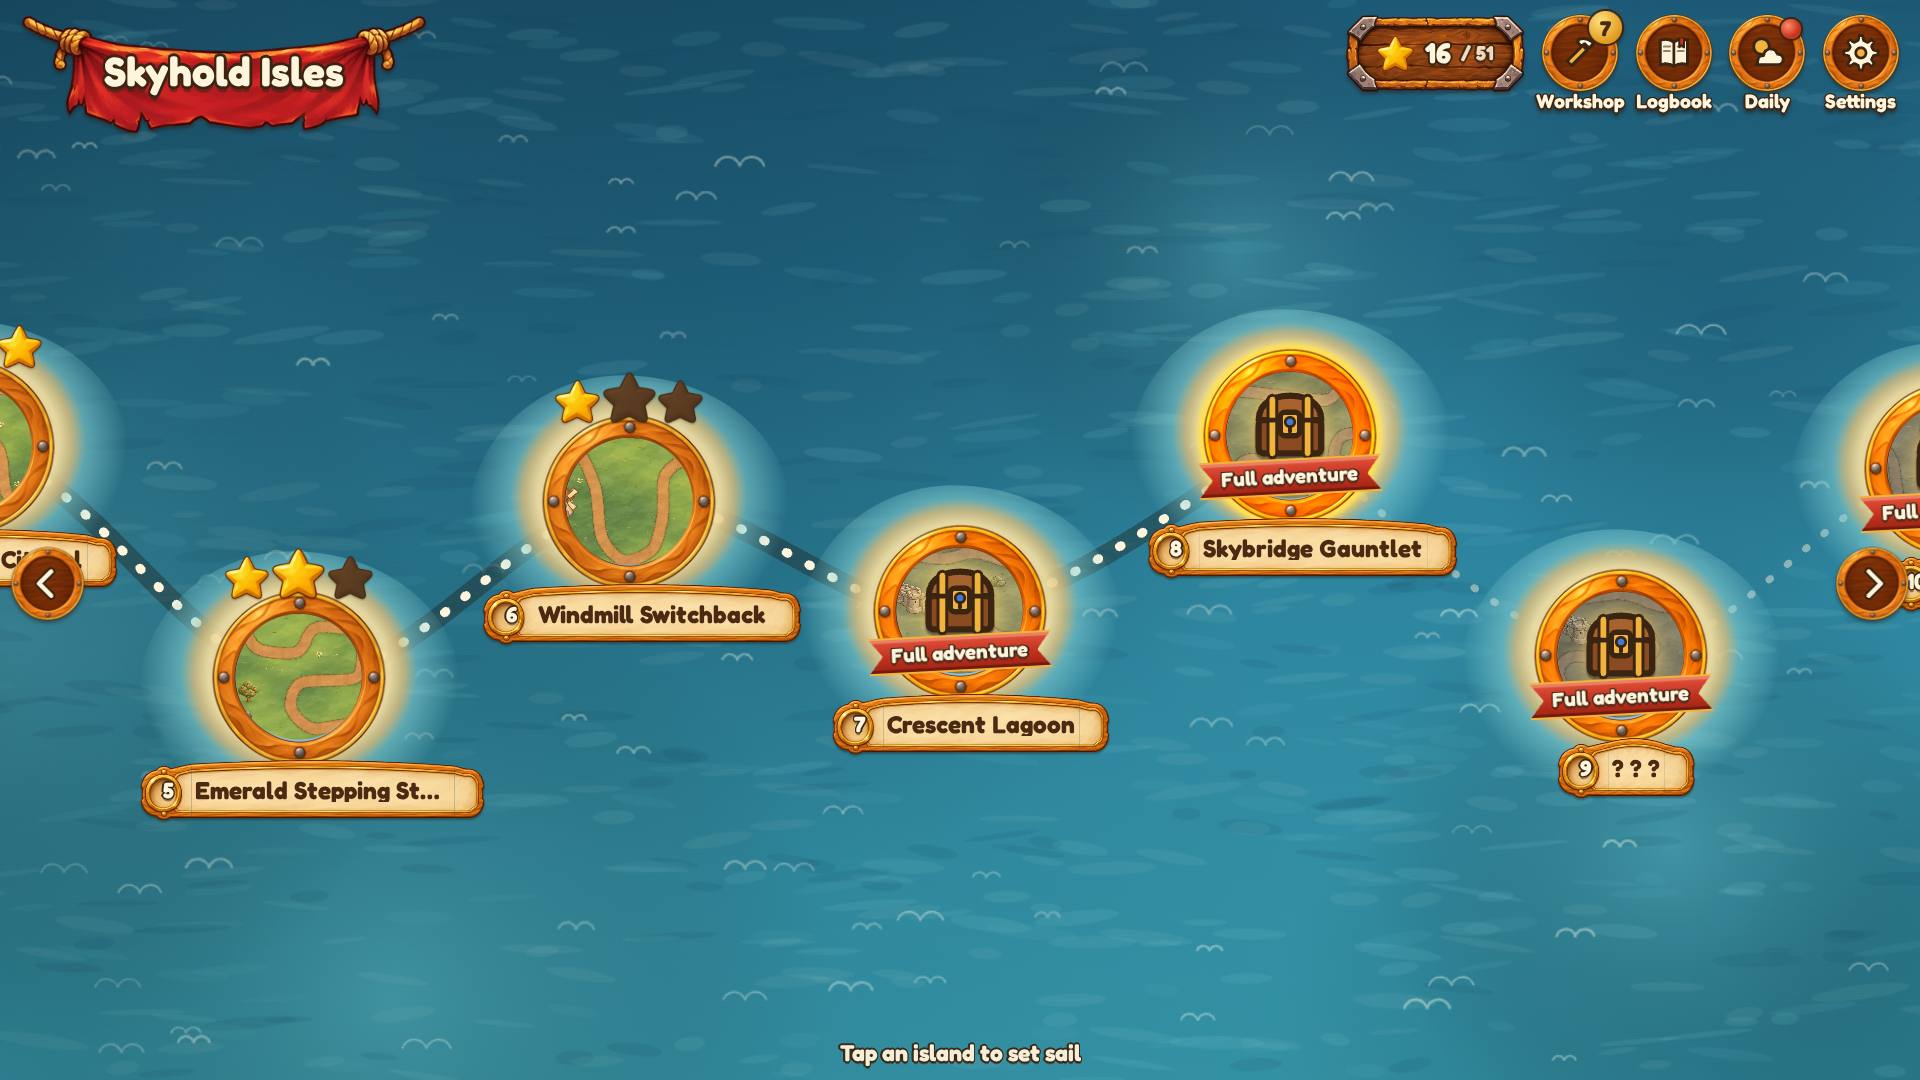 Skyhold Isles
16 / 51
7
Workshop
Logbook
Daily
Settings
Full adventure
8 Skybridge Gauntlet
Full
10
6 Windmill Switchback
Full adventure
7 Crescent Lagoon
Full adventure
9 ? ? ?
5 Emerald Stepping St...
Tap an island to set sail